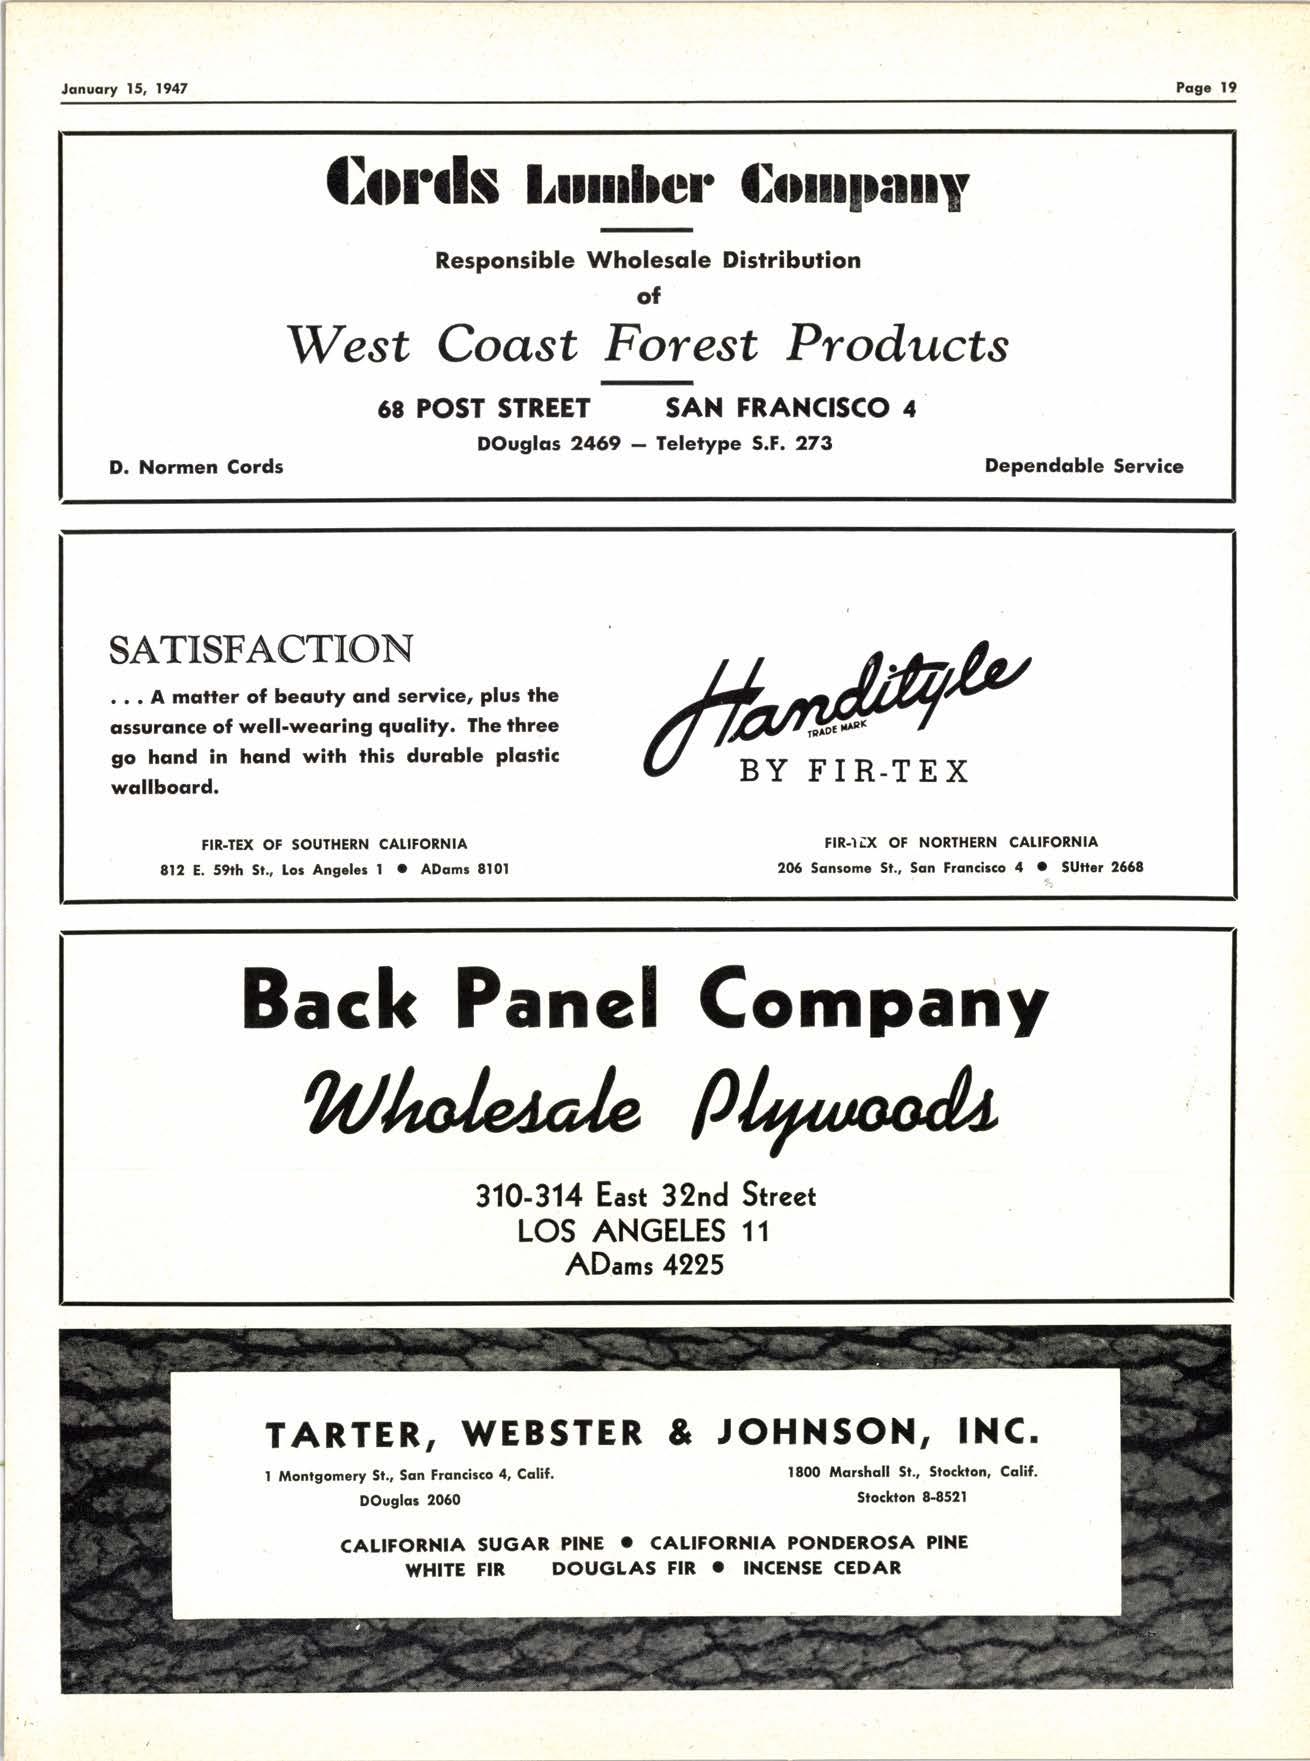 January 15, 1947
Page 19
Cords Lumber Company
Responsible Wholesale Distribution
of
West Coast Forest Products
68 POST STREET SAN FRANCISCO 4
DOuglas 2469 — Teletype S.F. 273
D. Normen Cords
Dependable Service
SATISFACTION
. . . A matter of beauty and service, plus the
assurance of well-wearing quality. The three
go hand in hand with this durable plastic
wallboard.
Handityle
TRADE MARK
BY FIR-TEX
FIR-TEX OF SOUTHERN CALIFORNIA
812 E. 59th St., Los Angeles 1 ● ADams 8101
FIR-TEX OF NORTHERN CALIFORNIA
206 Sansome St., San Francisco 4 ● SUtter 2668
Back Panel Company
Wholesale Plywoods
310-314 East 32nd Street
LOS ANGELES 11
ADams 4225
TARTER, WEBSTER & JOHNSON, INC.
1 Montgomery St., San Francisco 4, Calif.
DOuglas 2060
1800 Marshall St., Stockton, Calif.
Stockton 8-8521
CALIFORNIA SUGAR PINE ● CALIFORNIA PONDEROSA PINE
WHITE FIR DOUGLAS FIR ● INCENSE CEDAR